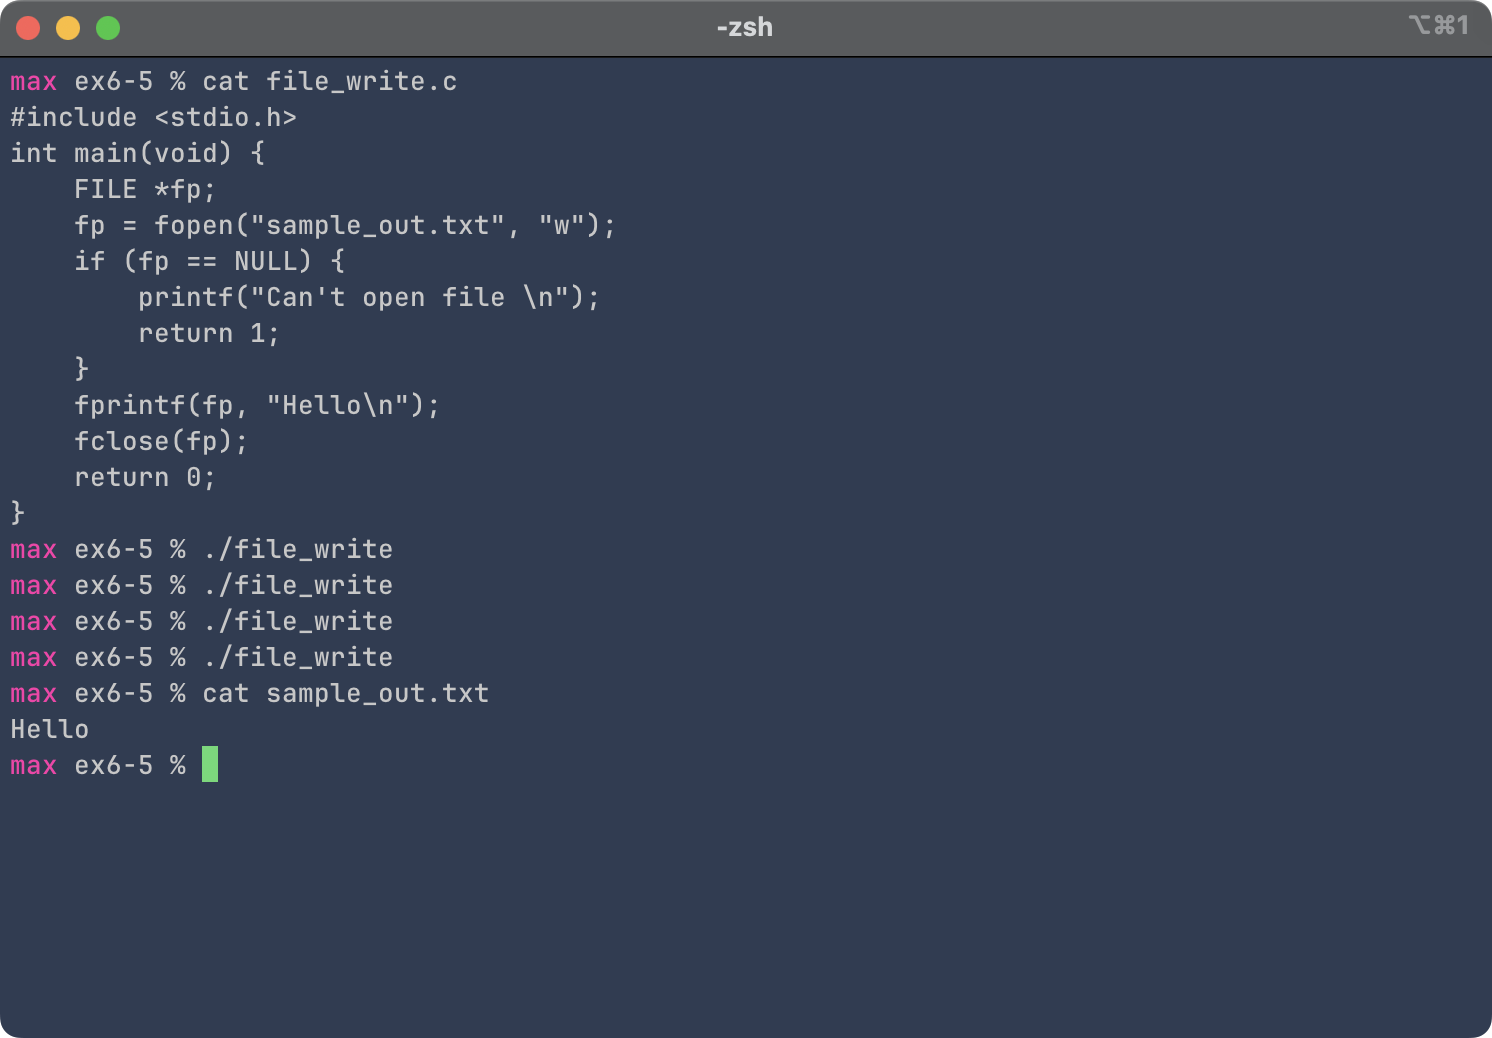 -zsh
⌥⌘1
max ex6-5 % cat file_write.c
#include <stdio.h>
int main(void) {
    FILE *fp;
    fp = fopen("sample_out.txt", "w");
    if (fp == NULL) {
        printf("Can't open file \n");
        return 1;
    }
    fprintf(fp, "Hello\n");
    fclose(fp);
    return 0;
}
max ex6-5 % ./file_write
max ex6-5 % ./file_write
max ex6-5 % ./file_write
max ex6-5 % ./file_write
max ex6-5 % cat sample_out.txt
Hello
max ex6-5 %